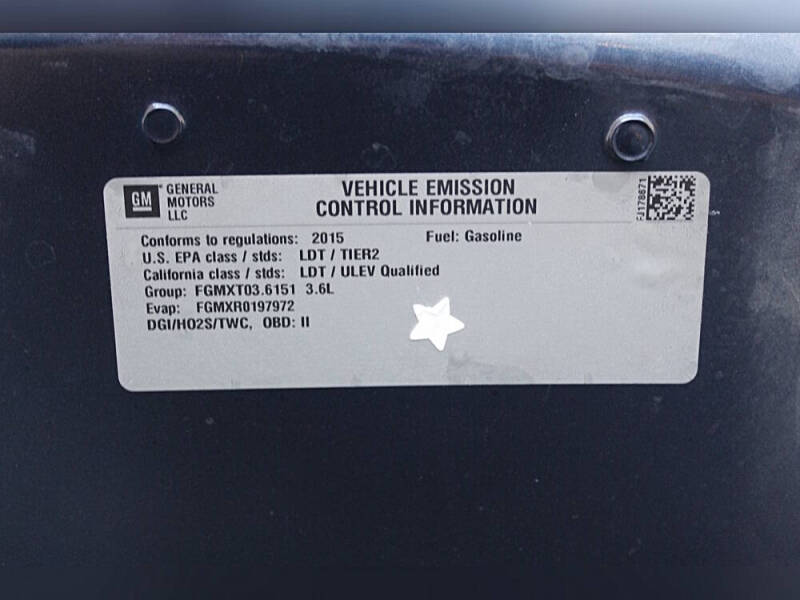 GM
GENERAL
MOTORS
LLC
VEHICLE EMISSION
CONTROL INFORMATION
FJ178671
Conforms to regulations: 2015 Fuel: Gasoline
U.S. EPA class / stds: LDT / TIER2
California class / stds: LDT / ULEV Qualified
Group: FGMXT03.6151 3.6L
Evap: FGMXR0197972
DGI/HO2S/TWC, OBD: II